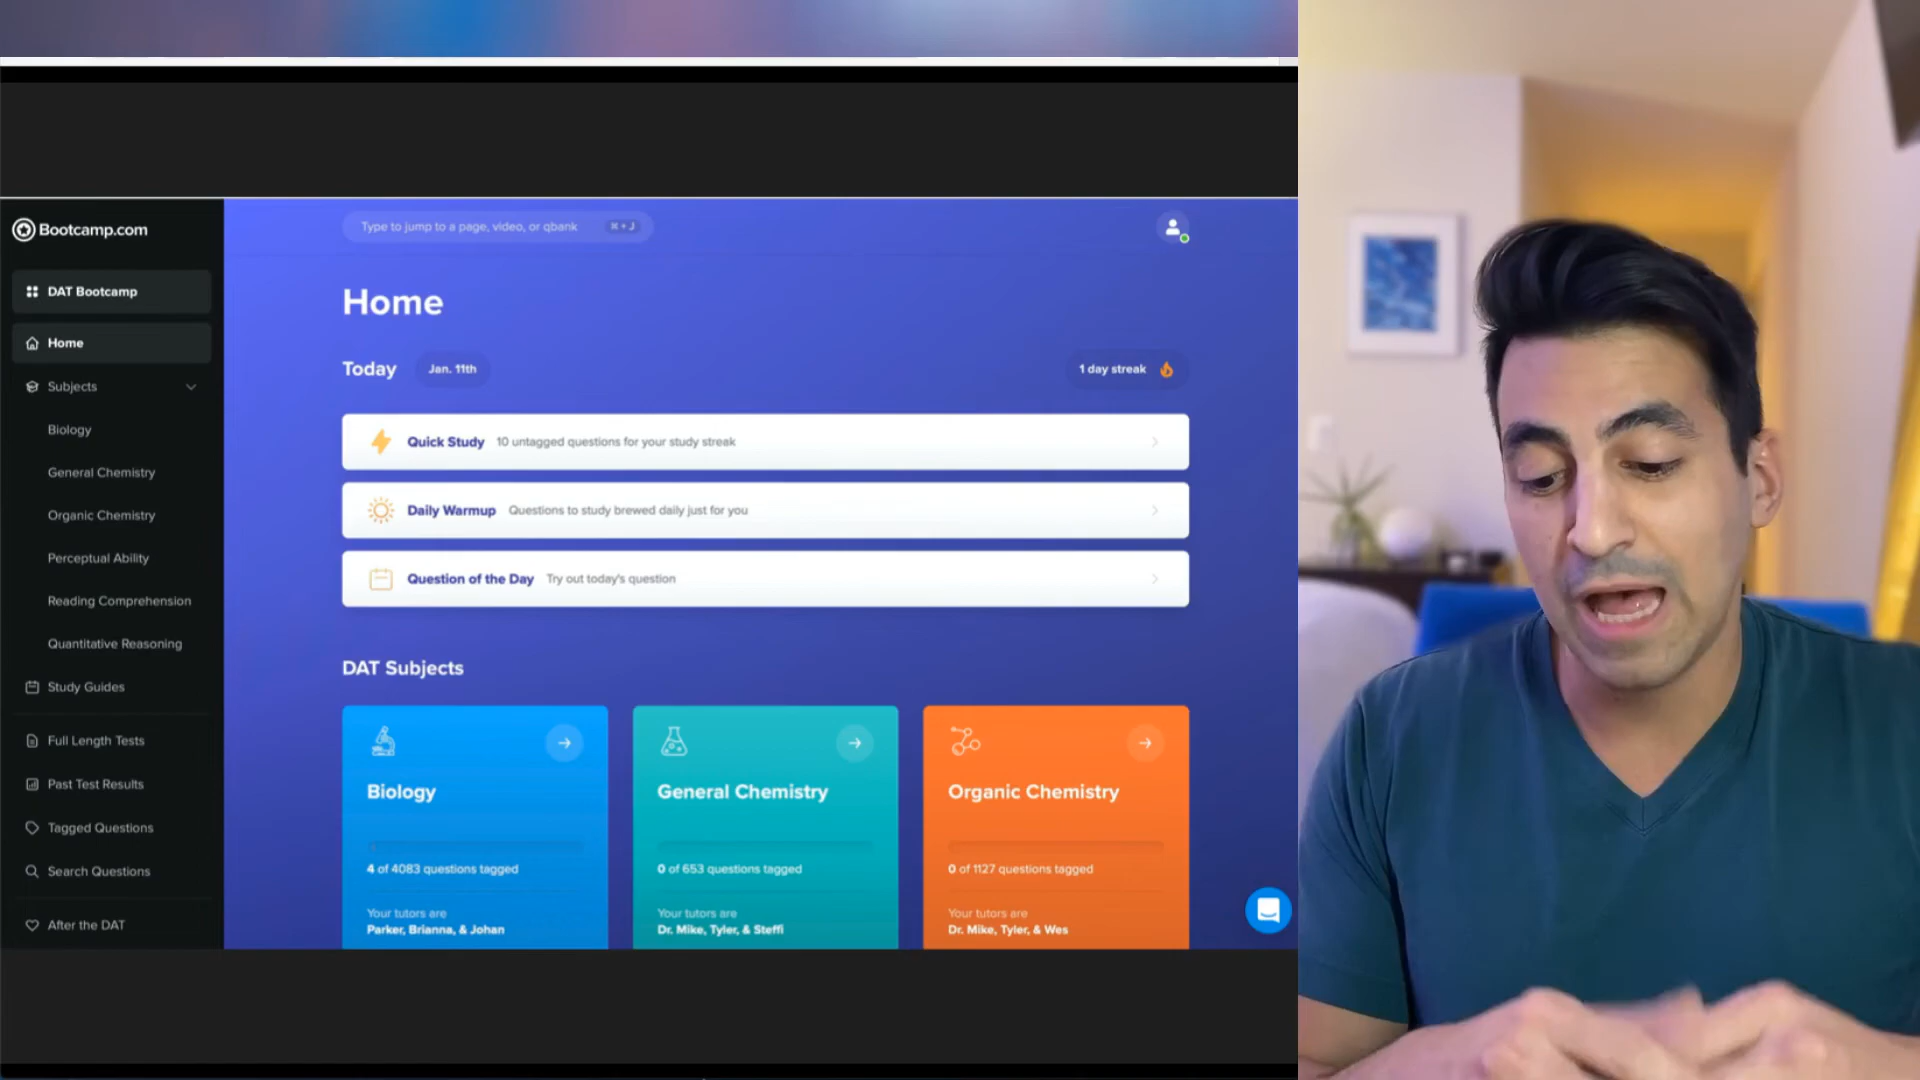 Bootcamp.com
DAT Bootcamp
Home
Subjects
Biology
General Chemistry
Organic Chemistry
Perceptual Ability
Reading Comprehension
Quantitative Reasoning
Study Guides
Full Length Tests
Past Test Results
Tagged Questions
Search Questions
After the DAT
Type to jump to a page, video, or qbank ⌘ + J
Home
Today Jan. 11th 1 day streak
Quick Study 10 untagged questions for your study streak
Daily Warmup Questions to study brewed daily just for you
Question of the Day Try out today's question
DAT Subjects
Biology
4 of 4083 questions tagged
Your tutors are
Parker, Brianna, & Johan
General Chemistry
0 of 653 questions tagged
Your tutors are
Dr. Mike, Tyler, & Steffi
Organic Chemistry
0 of 1127 questions tagged
Your tutors are
Dr. Mike, Tyler, & Wes